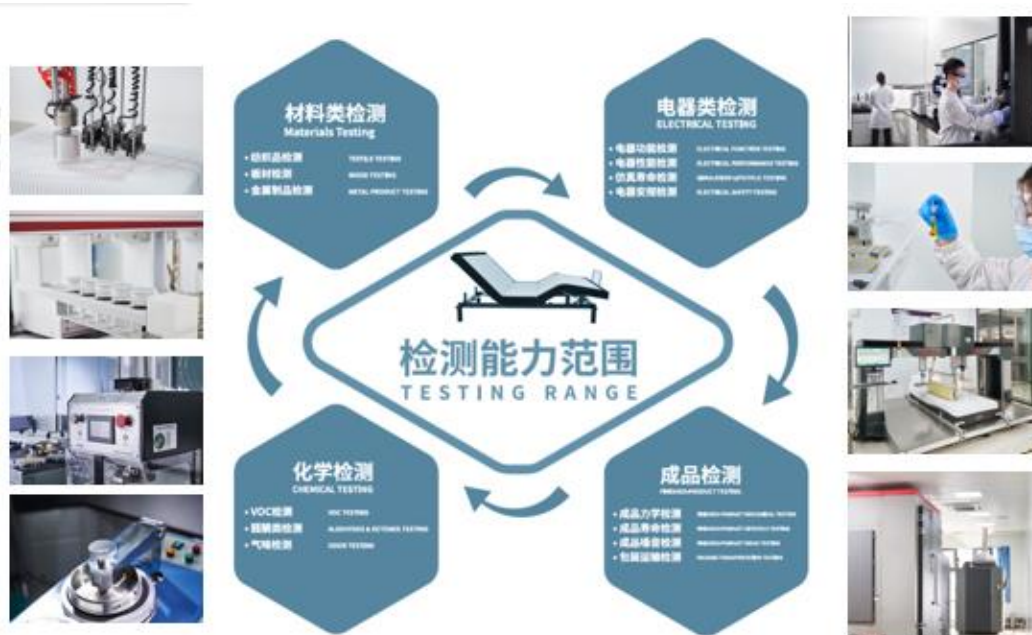 材料类检测
Materials Testing
• 纺织品检测 TEXTILE TESTING
• 板材检测 WOOD TESTING
• 金属制品检测 METAL PRODUCT TESTING
电器类检测
ELECTRICAL TESTING
• 电器功能检测 ELECTRICAL FUNCTION TESTING
• 电器性能检测 ELECTRICAL PERFORMANCE TESTING
• 仿真寿命检测
• 电器安规检测 ELECTRICAL SAFETY TESTING
检测能力范围
TESTING RANGE
化学检测
CHEMICAL TESTING
• VOC检测 VOC TESTING
• 醛酮类检测 ALDEHYDES & KETONES TESTING
• 气味检测 ODOR TESTING
成品检测
FINISHED PRODUCT TESTING
• 成品力学检测
• 成品寿命检测
• 成品噪音检测
• 包装运输检测